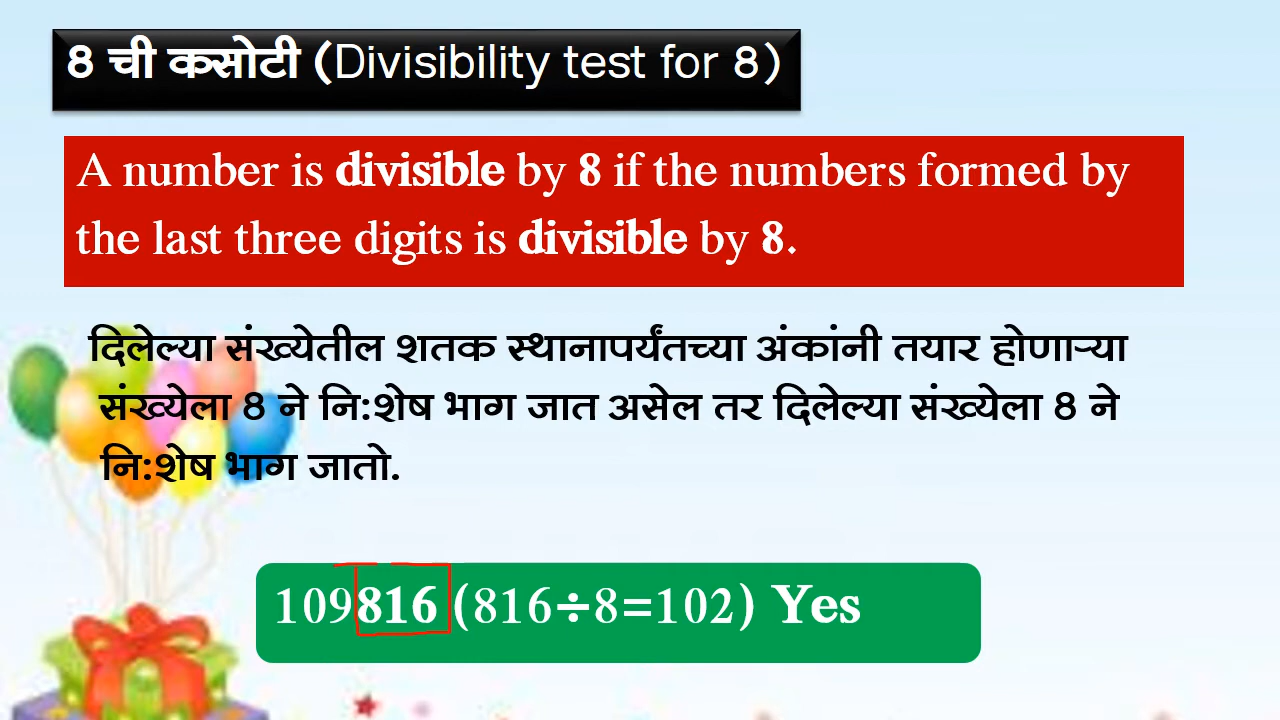 8 ची कसोटी (Divisibility test for 8)
A number is divisible by 8 if the numbers formed by
the last three digits is divisible by 8.
दिलेल्या संख्येतील शतक स्थानापर्यंतच्या अंकांनी तयार होणाऱ्या
संख्येला 8 ने नि:शेष भाग जात असेल तर दिलेल्या संख्येला 8 ने
नि:शेष भाग जातो.
109816 (816÷8=102) Yes